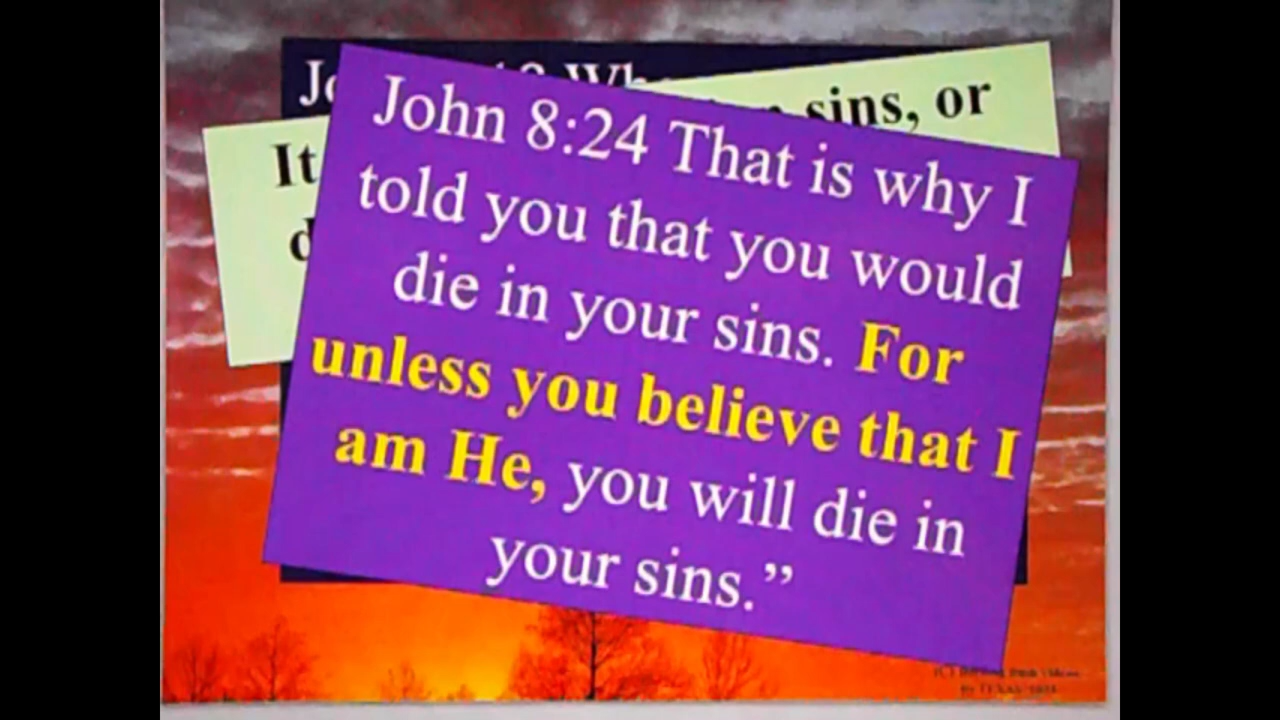 John 8:24 That is why I
told you that you would
die in your sins. For
unless you believe that I
am He, you will die in
your sins.”
sins, or
It